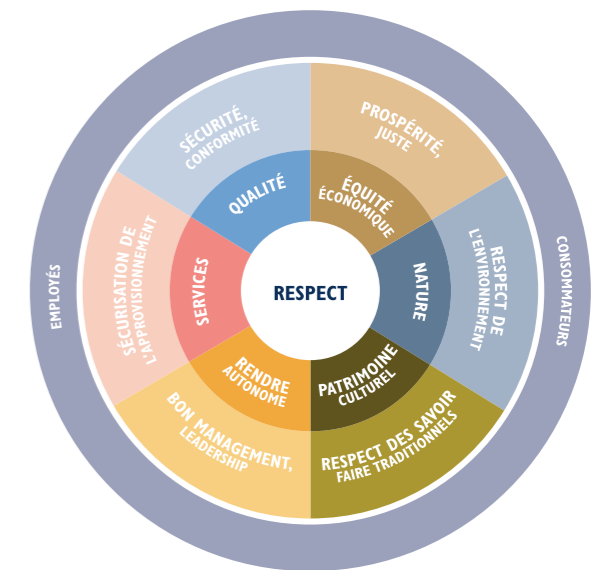 RESPECT
ÉQUITÉ
ÉCONOMIQUE
PROSPÉRITÉ,
JUSTE
NATURE
RESPECT DE
L'ENVIRONNEMENT
PATRIMOINE
CULTUREL
RESPECT DES SAVOIR
FAIRE TRADITIONNELS
RENDRE
AUTONOME
BON MANAGEMENT,
LEADERSHIP
SERVICES
SÉCURISATION DE
L'APPROVISIONNEMENT
QUALITÉ
SÉCURITÉ,
CONFORMITÉ
EMPLOYÉS
CONSOMMATEURS